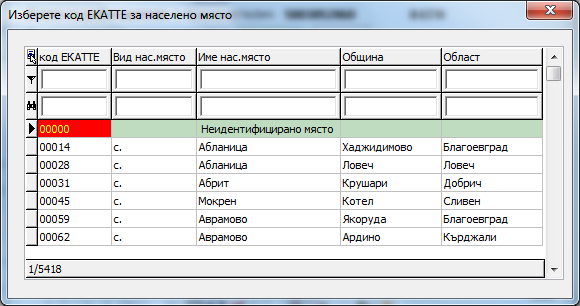 Изберете код ЕКАТТЕ за населено място
код ЕКАТТЕ Вид нас.място Име нас.място Община Област
00000 Неидентифицирано място
00014 с. Абланица Хаджидимово Благоевград
00028 с. Абланица Ловеч Ловеч
00031 с. Абрит Крушари Добрич
00045 с. Мокрен Котел Сливен
00059 с. Аврамово Якоруда Благоевград
00062 с. Аврамово Ардино Кърджали
1/5418